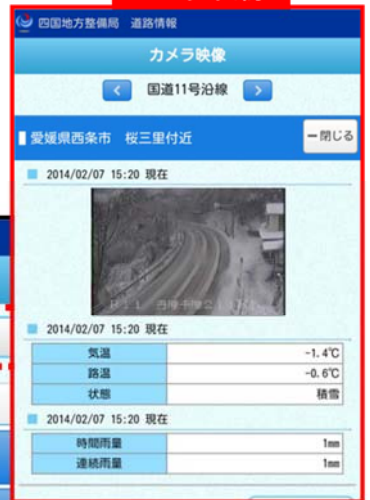 四国地方整備局 道路情報
カメラ映像
国道11号沿線
愛媛県西条市 桜三里付近
ー閉じる
2014/02/07 15:20 現在
2014/02/07 15:20 現在
気温 -1.4℃
路温 -0.6℃
状態 積雪
2014/02/07 15:20 現在
時間雨量 1mm
連続雨量 1mm